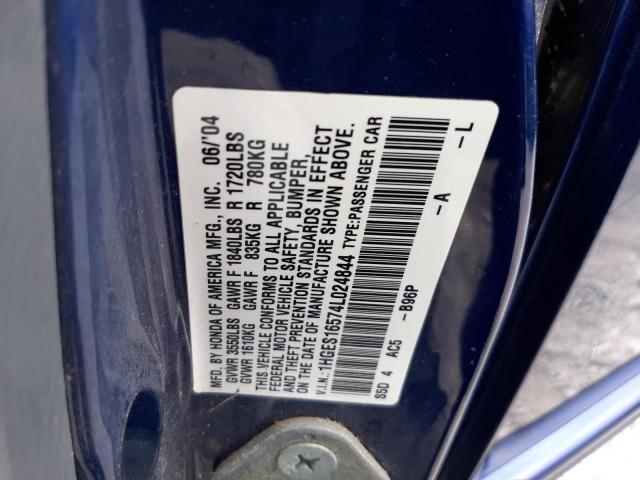 MFD. BY HONDA OF AMERICA MFG., INC. 06/'04
GVWR 3550LBS GAWR F 1840LBS R 1720LBS
GVWR 1610KG GAWR F 835KG R 780KG
THIS VEHICLE CONFORMS TO ALL APPLICABLE
FEDERAL MOTOR VEHICLE SAFETY, BUMPER,
AND THEFT PREVENTION STANDARDS IN EFFECT
ON THE DATE OF MANUFACTURE SHOWN ABOVE.
V.I.N.: 1HGES16574L024844 TYPE:PASSENGER CAR
SSD 4 AC5 -B96P -A -L